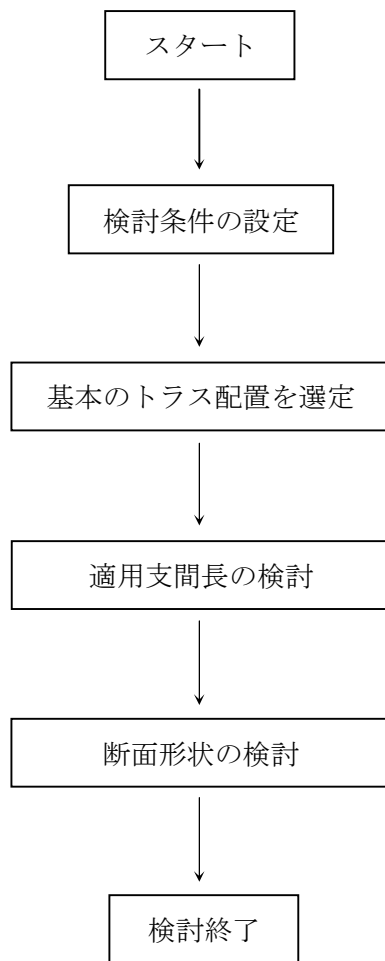 スタート
検討条件の設定
基本のトラス配置を選定
適用支間長の検討
断面形状の検討
検討終了